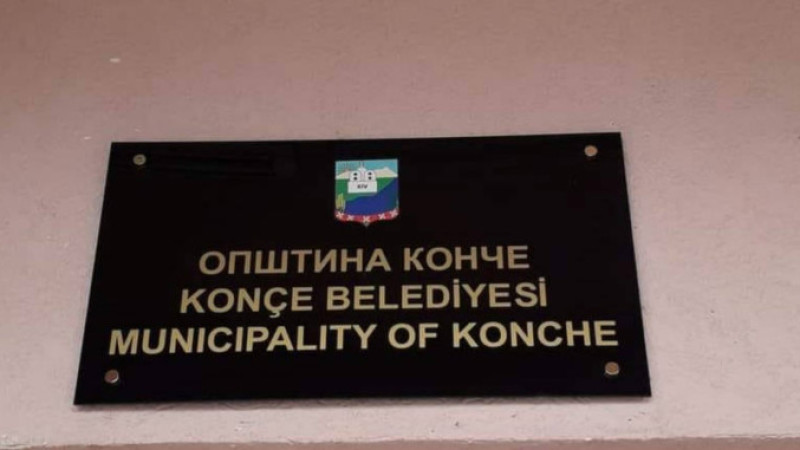 ОПШТИНА КОНЧЕ
KONÇE BELEDİYESİ
MUNICIPALITY OF KONCHE